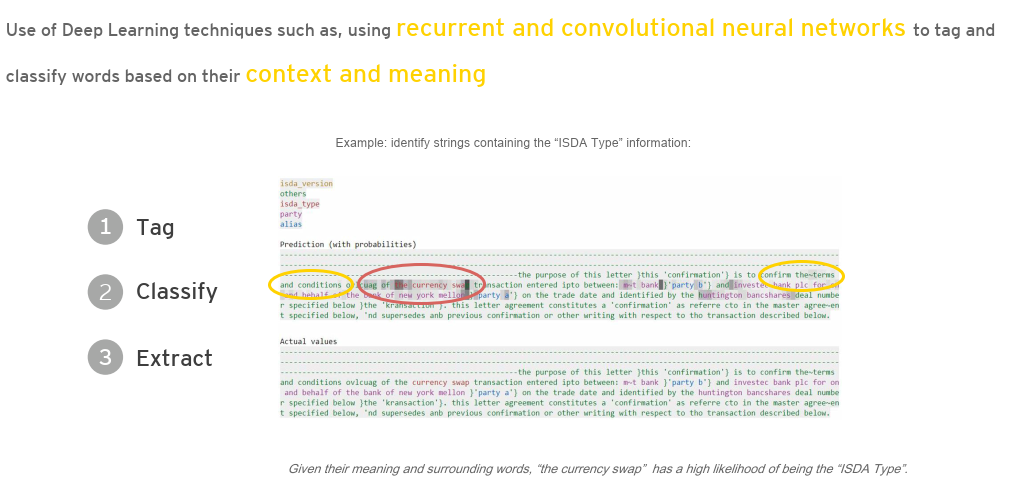 Use of Deep Learning techniques such as, using recurrent and convolutional neural networks to tag and
classify words based on their context and meaning
Example: identify strings containing the “ISDA Type” information:
isda_version
others
isda_type
party
alias
1 Tag
2 Classify
3 Extract
Prediction (with probabilities)
the purpose of this letter }this 'confirmation'} is to confirm the~terms
and conditions ovlcuag of the currency swap transaction entered ipto between: m~t bank }'party b'} and investec bank plc for on
and behalf of the bank of new york mellon }'party a'} on the trade date and identified by the huntington bancshares deal numbe
r specified below }the 'kransaction'}. this letter agreement constitutes a 'confirmation' as referre cto in the master agree~en
t specified below, 'nd supersedes anb previous confirmation or other writing with respect to tho transaction described below.
Actual values
the purpose of this letter }this 'confirmation'} is to confirm the~terms
and conditions ovlcuag of the currency swap transaction entered ipto between: m~t bank }'party b'} and investec bank plc for on
and behalf of the bank of new york mellon }'party a'} on the trade date and identified by the huntington bancshares deal numbe
r specified below }the 'kransaction'}. this letter agreement constitutes a 'confirmation' as referre cto in the master agree~en
t specified below, 'nd supersedes anb previous confirmation or other writing with respect to tho transaction described below.
Given their meaning and surrounding words, “the currency swap” has a high likelihood of being the “ISDA Type”.